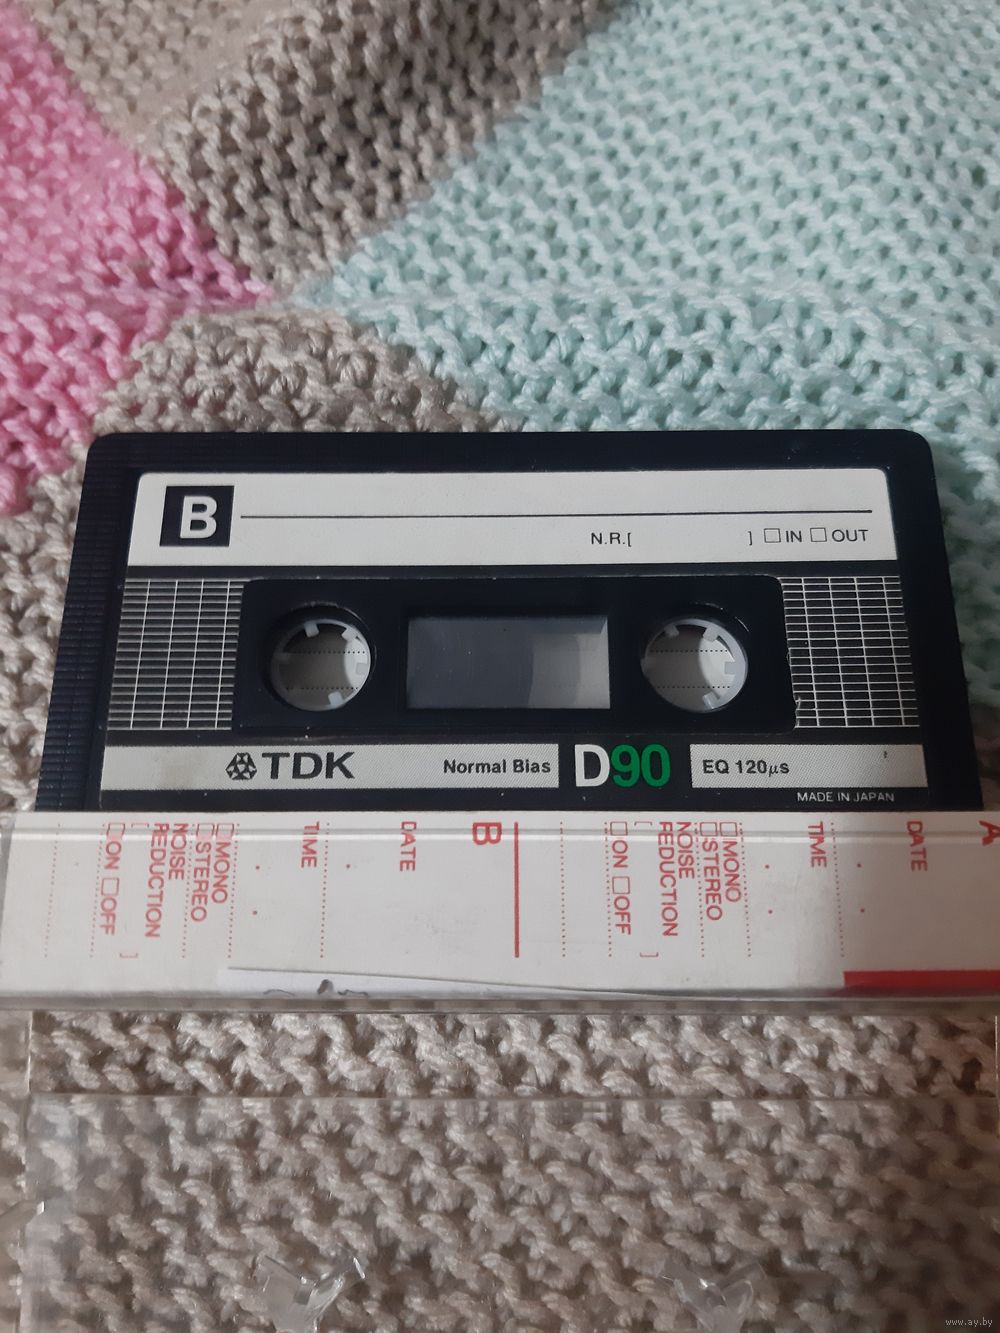 B
N.R.[ ] □ IN □ OUT
TDK
Normal Bias
D90
EQ 120μs
MADE IN JAPAN
A
DATE
TIME
□MONO
□STEREO
NOISE
REDUCTION
[ ]
□ON □OFF
B
DATE
TIME
□MONO
□STEREO
NOISE
REDUCTION
[ ]
□ON □OFF
www.ay.by